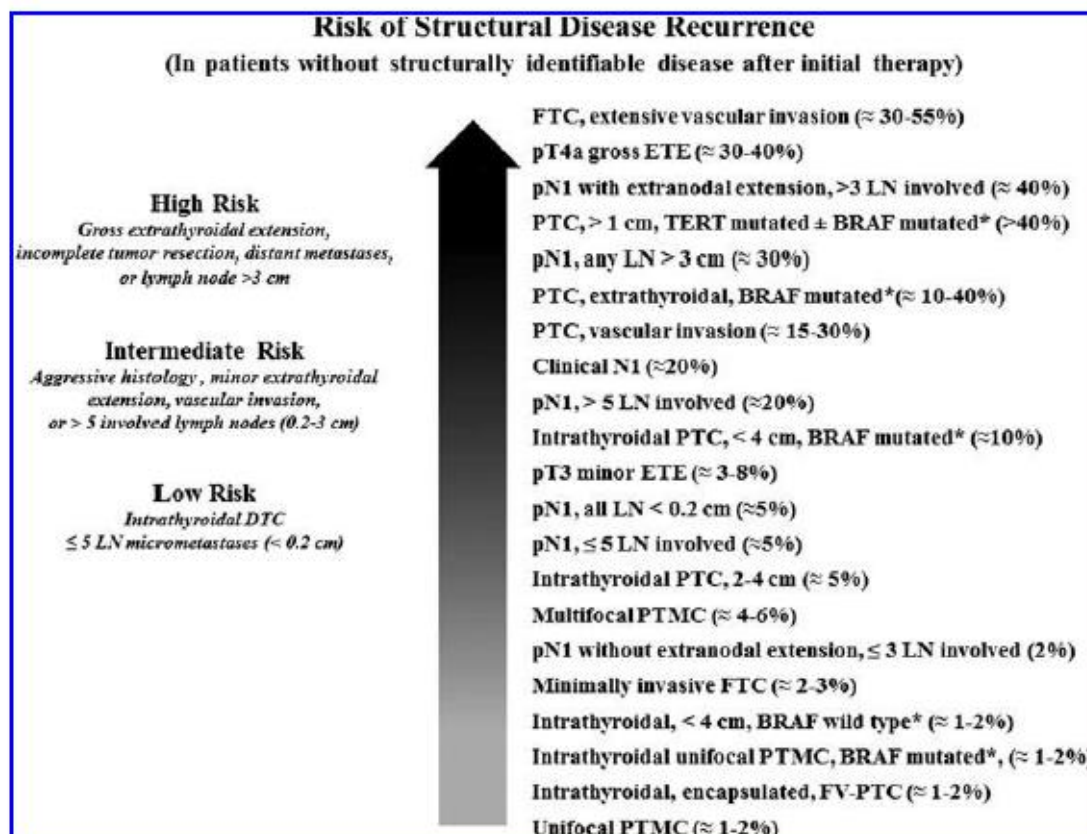 Risk of Structural Disease Recurrence
(In patients without structurally identifiable disease after initial therapy)
High Risk
Gross extrathyroidal extension,
incomplete tumor resection, distant metastases,
or lymph node >3 cm
Intermediate Risk
Aggressive histology , minor extrathyroidal
extension, vascular invasion,
or > 5 involved lymph nodes (0.2-3 cm)
Low Risk
Intrathyroidal DTC
≤ 5 LN micrometastases (< 0.2 cm)
FTC, extensive vascular invasion (≈ 30-55%)
pT4a gross ETE (≈ 30-40%)
pN1 with extranodal extension, >3 LN involved (≈ 40%)
PTC, > 1 cm, TERT mutated ± BRAF mutated* (>40%)
pN1, any LN > 3 cm (≈ 30%)
PTC, extrathyroidal, BRAF mutated*(≈ 10-40%)
PTC, vascular invasion (≈ 15-30%)
Clinical N1 (≈20%)
pN1, > 5 LN involved (≈20%)
Intrathyroidal PTC, < 4 cm, BRAF mutated* (≈10%)
pT3 minor ETE (≈ 3-8%)
pN1, all LN < 0.2 cm (≈5%)
pN1, ≤ 5 LN involved (≈5%)
Intrathyroidal PTC, 2-4 cm (≈ 5%)
Multifocal PTMC (≈ 4-6%)
pN1 without extranodal extension, ≤ 3 LN involved (2%)
Minimally invasive FTC (≈ 2-3%)
Intrathyroidal, < 4 cm, BRAF wild type* (≈ 1-2%)
Intrathyroidal unifocal PTMC, BRAF mutated*, (≈ 1-2%)
Intrathyroidal, encapsulated, FV-PTC (≈ 1-2%)
Unifocal PTMC (≈ 1-2%)